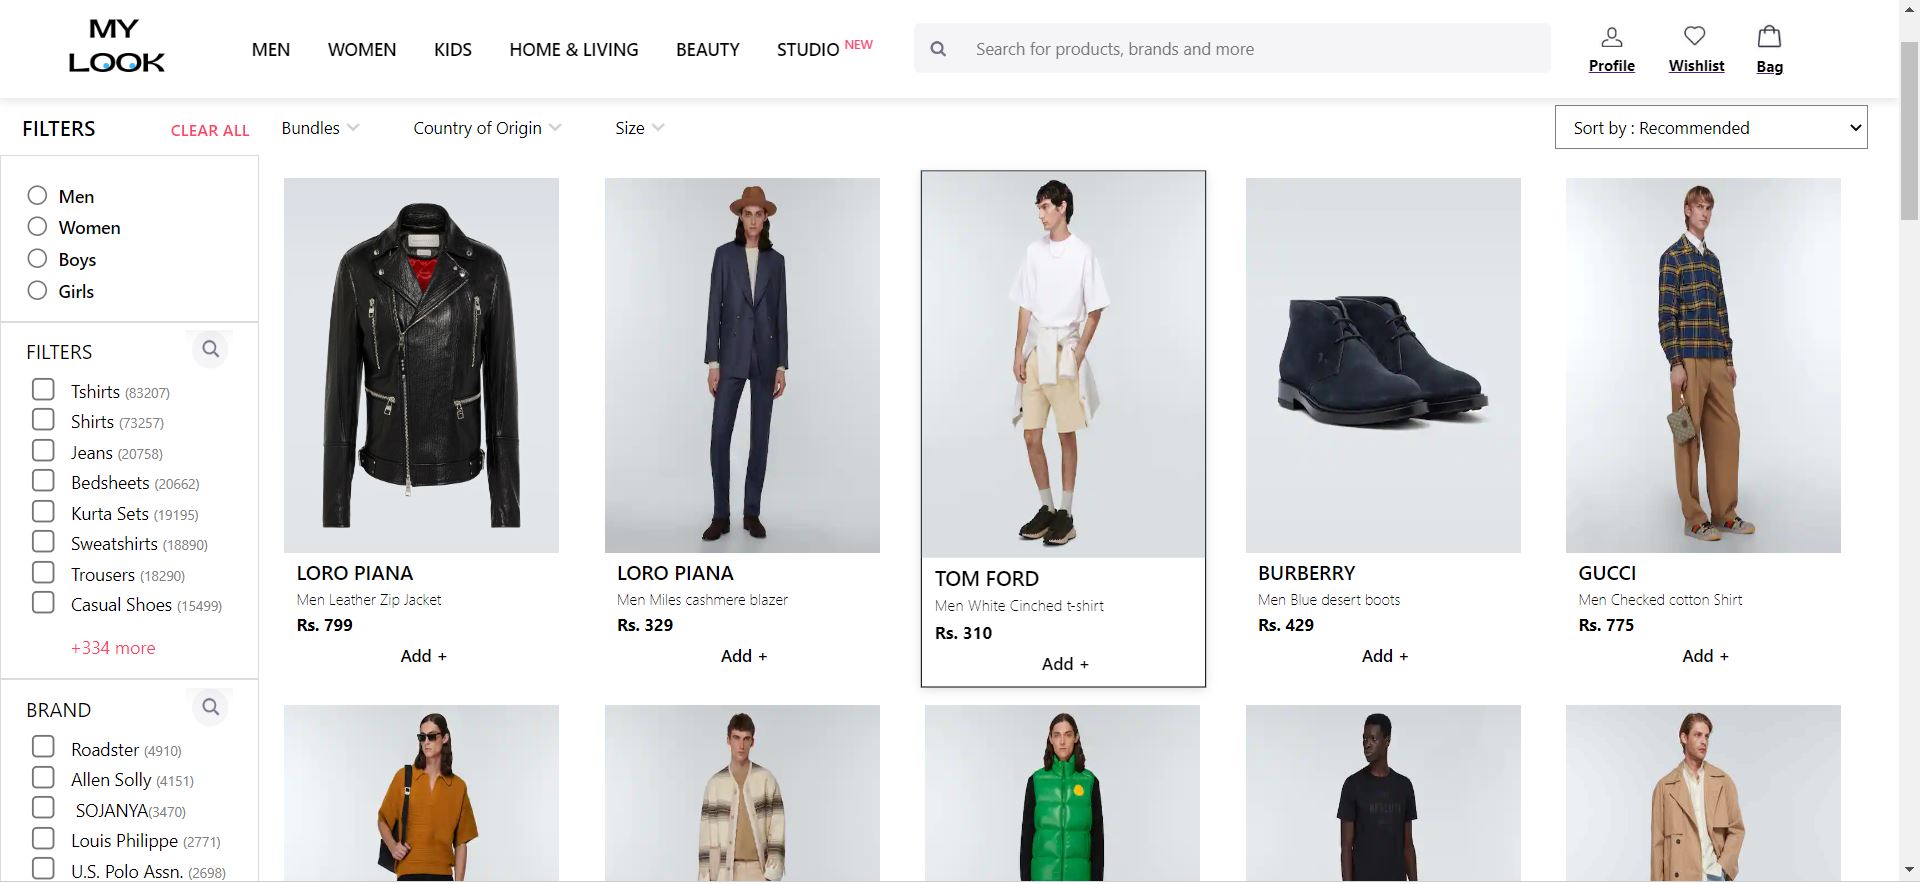 MY
LOOK
MEN WOMEN KIDS HOME & LIVING BEAUTY STUDIO NEW
Search for products, brands and more
Profile Wishlist Bag
FILTERS CLEAR ALL
Bundles Country of Origin Size
Sort by : Recommended
Men
Women
Boys
Girls
FILTERS
Tshirts (83207)
Shirts (73257)
Jeans (20758)
Bedsheets (20662)
Kurta Sets (19195)
Sweatshirts (18890)
Trousers (18290)
Casual Shoes (15499)
+334 more
BRAND
Roadster (4910)
Allen Solly (4151)
SOJANYA(3470)
Louis Philippe (2771)
U.S. Polo Assn. (2698)
LORO PIANA
Men Leather Zip Jacket
Rs. 799
Add +
LORO PIANA
Men Miles cashmere blazer
Rs. 329
Add +
TOM FORD
Men White Cinched t-shirt
Rs. 310
Add +
BURBERRY
Men Blue desert boots
Rs. 429
Add +
GUCCI
Men Checked cotton Shirt
Rs. 775
Add +